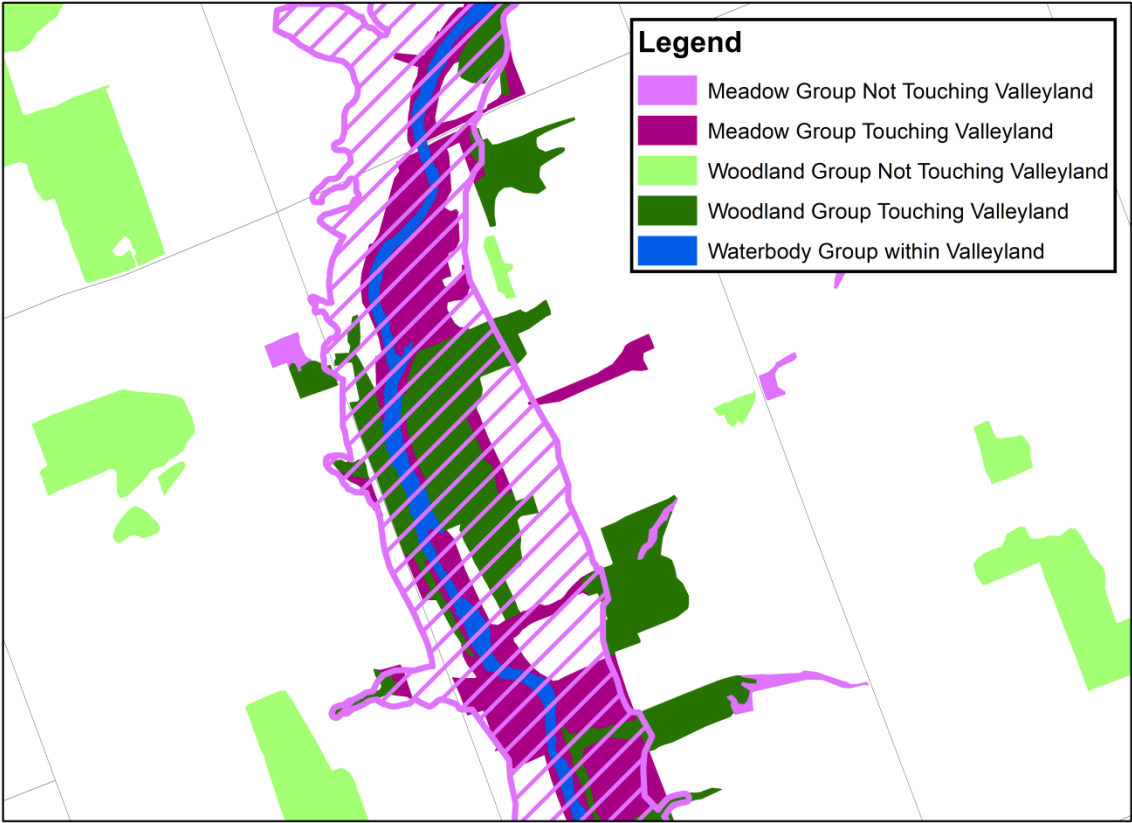 Legend
Meadow Group Not Touching Valleyland
Meadow Group Touching Valleyland
Woodland Group Not Touching Valleyland
Woodland Group Touching Valleyland
Waterbody Group within Valleyland